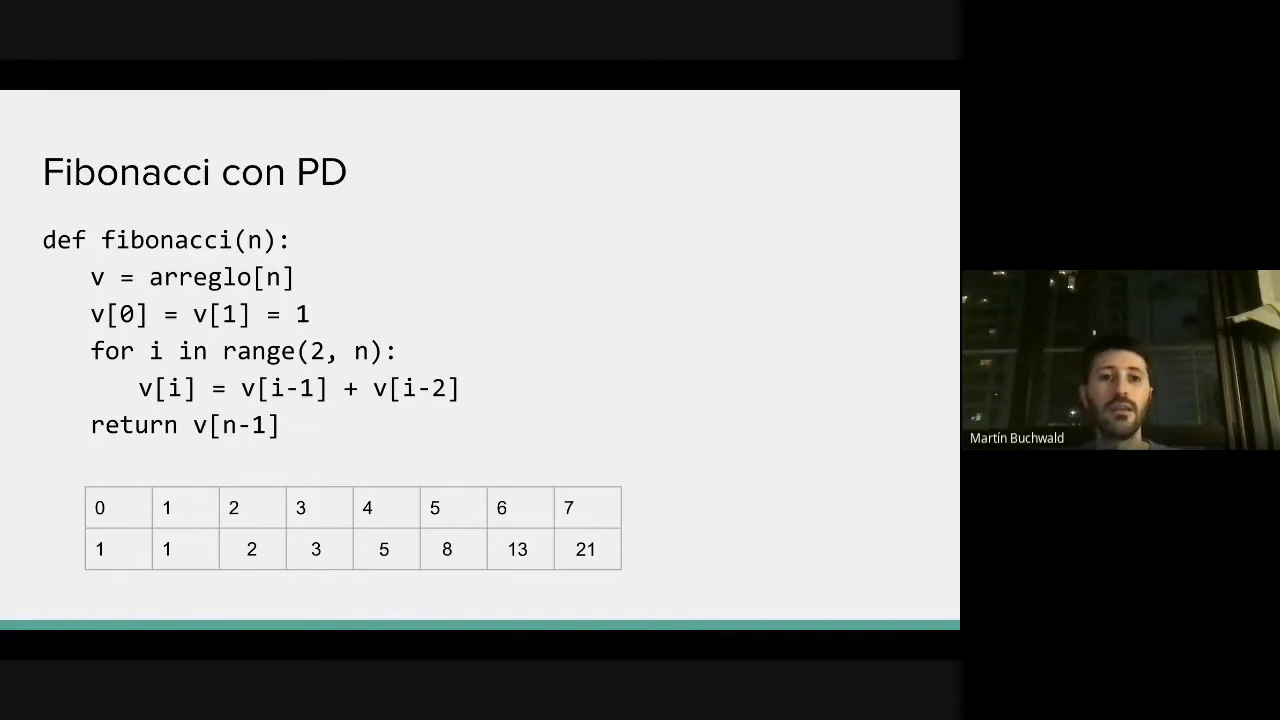 Fibonacci con PD
def fibonacci(n):
v = arreglo[n]
v[0] = v[1] = 1
for i in range(2, n):
v[i] = v[i-1] + v[i-2]
return v[n-1]
0 1 2 3 4 5 6 7
1 1 2 3 5 8 13 21
Martín Buchwald